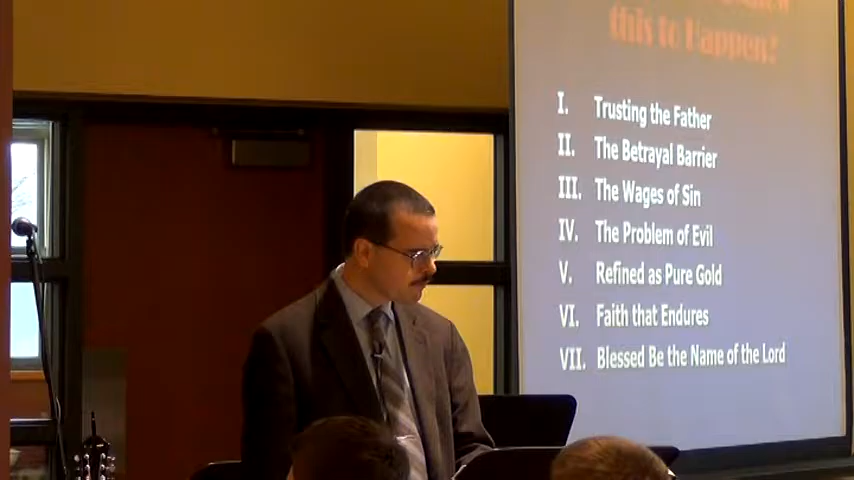 this to Happen?
I. Trusting the Father
II. The Betrayal Barrier
III. The Wages of Sin
IV. The Problem of Evil
V. Refined as Pure Gold
VI. Faith that Endures
VII. Blessed Be the Name of the Lord